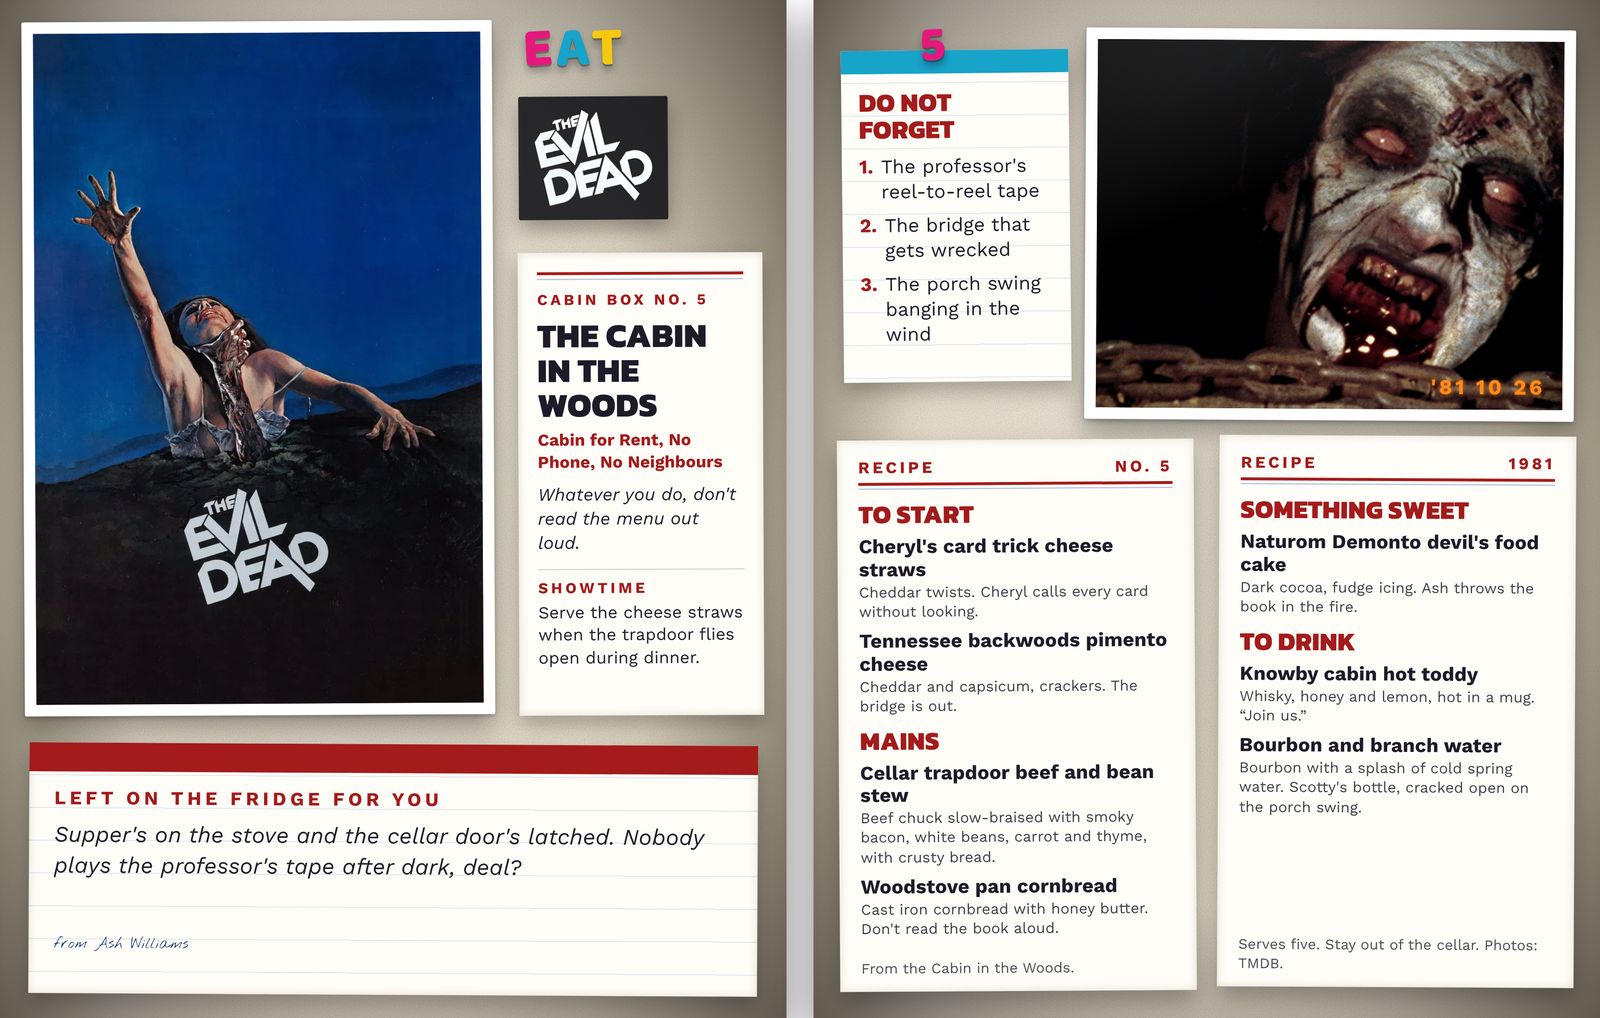 THE
EVIL
DEAD
EAT
THE
EVIL
DEAD
CABIN BOX NO. 5
THE CABIN
IN THE
WOODS
Cabin for Rent, No
Phone, No Neighbours
Whatever you do, don't
read the menu out
loud.
SHOWTIME
Serve the cheese straws
when the trapdoor flies
open during dinner.
LEFT ON THE FRIDGE FOR YOU
Supper's on the stove and the cellar door's latched. Nobody
plays the professor's tape after dark, deal?
from Ash Williams
5
DO NOT
FORGET
1. The professor's
reel-to-reel tape
2. The bridge that
gets wrecked
3. The porch swing
banging in the
wind
'81 10 26
RECIPE NO. 5
TO START
Cheryl's card trick cheese
straws
Cheddar twists. Cheryl calls every card
without looking.
Tennessee backwoods pimento
cheese
Cheddar and capsicum, crackers. The
bridge is out.
MAINS
Cellar trapdoor beef and bean
stew
Beef chuck slow-braised with smoky
bacon, white beans, carrot and thyme,
with crusty bread.
Woodstove pan cornbread
Cast iron cornbread with honey butter.
Don't read the book aloud.
From the Cabin in the Woods.
RECIPE 1981
SOMETHING SWEET
Naturom Demonto devil's food
cake
Dark cocoa, fudge icing. Ash throws the
book in the fire.
TO DRINK
Knowby cabin hot toddy
Whisky, honey and lemon, hot in a mug.
“Join us.”
Bourbon and branch water
Bourbon with a splash of cold spring
water. Scotty's bottle, cracked open on
the porch swing.
Serves five. Stay out of the cellar. Photos:
TMDB.